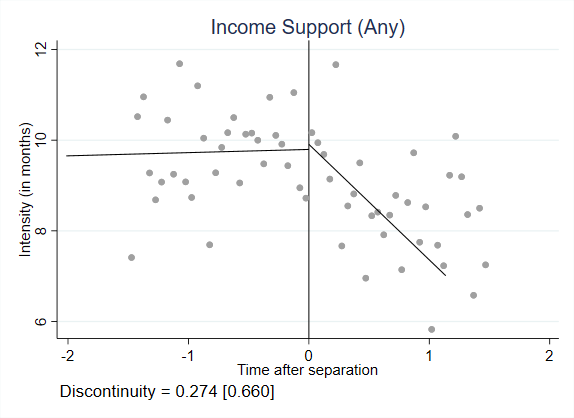 Income Support (Any)
Intensity (in months)
12
10
8
6
-2
-1
0
1
2
Time after separation
Discontinuity = 0.274 [0.660]